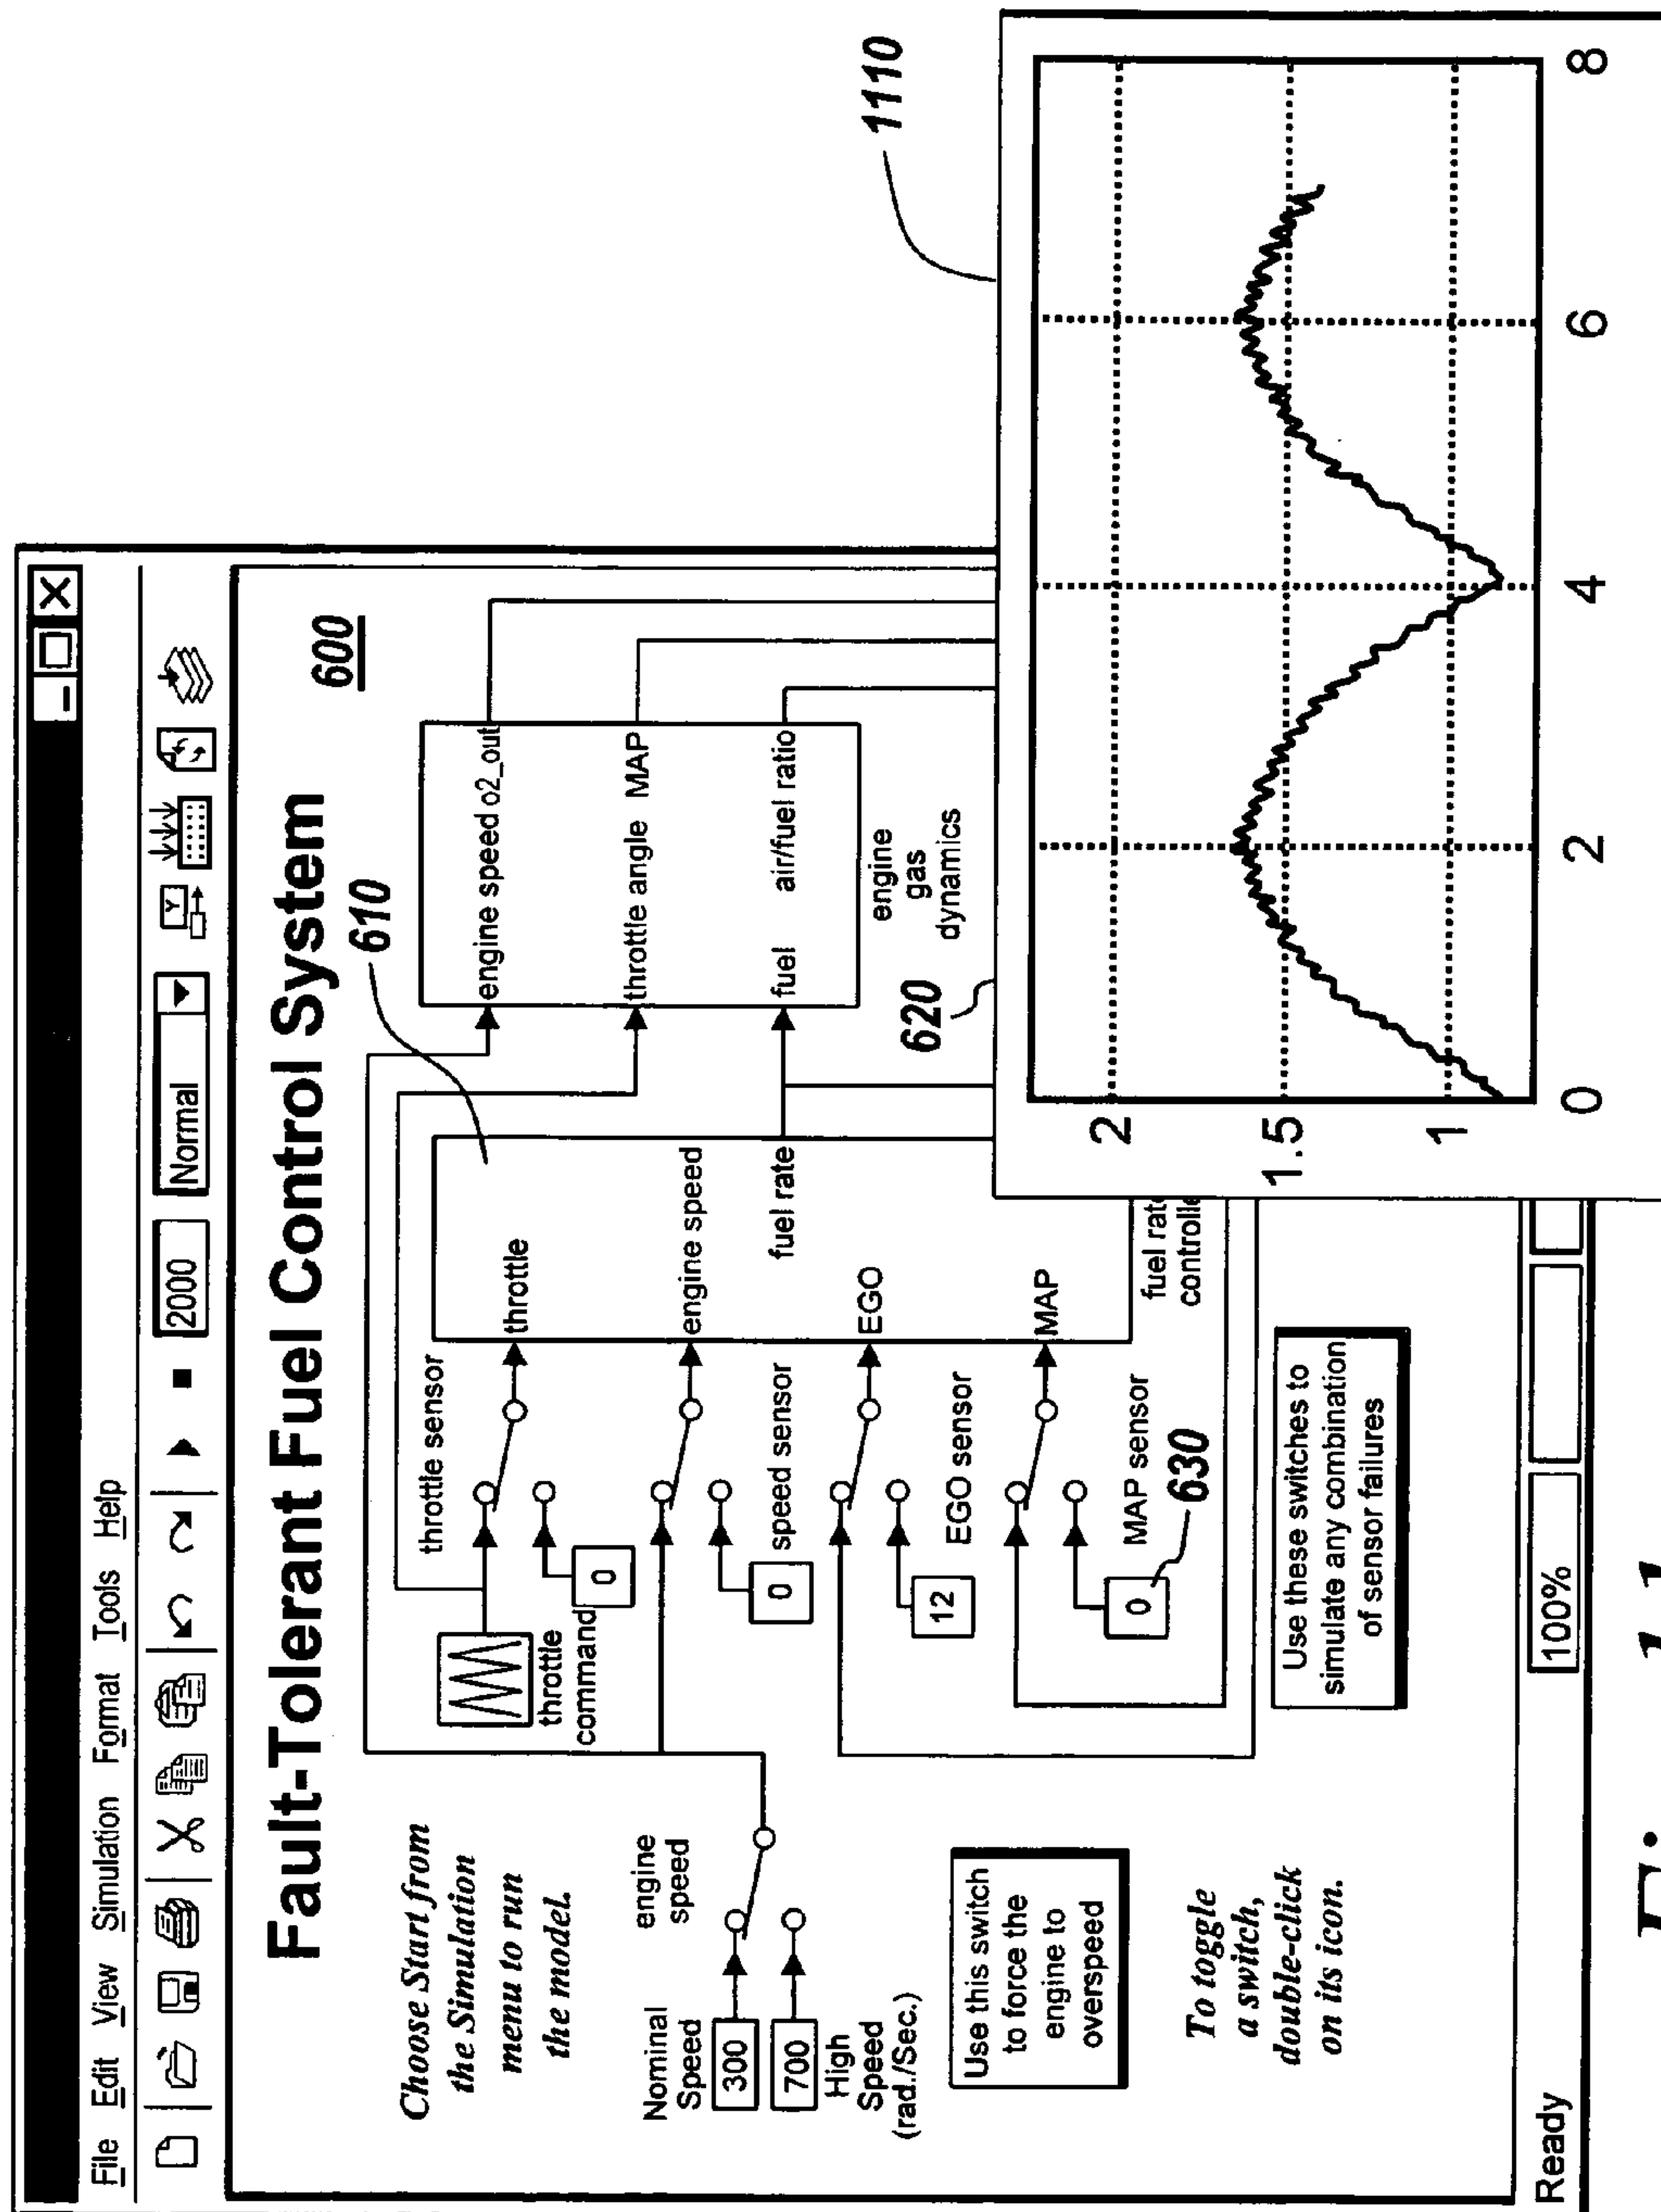 File Edit View Simulation Format Tools Help
2000 Normal
Fault-Tolerant Fuel Control System
600
610
Choose Start from
the Simulation
menu to run
the model.
throttle sensor
throttle
command
0
throttle
engine speed o2_out
throttle angle MAP
fuel air/fuel ratio
engine
gas
dynamics
engine
speed
Nominal
Speed
300
700
High
Speed
(rad./Sec.)
engine speed
0
speed sensor
fuel rate
EGO
12
EGO sensor
MAP
0
MAP sensor
630
620
1110
Use this switch
to force the
engine to
overspeed
To toggle
a switch,
double-click
on its icon.
Use these switches to
simulate any combination
of sensor failures
2
1.5
1
0 2 4 6 8
Ready 100%